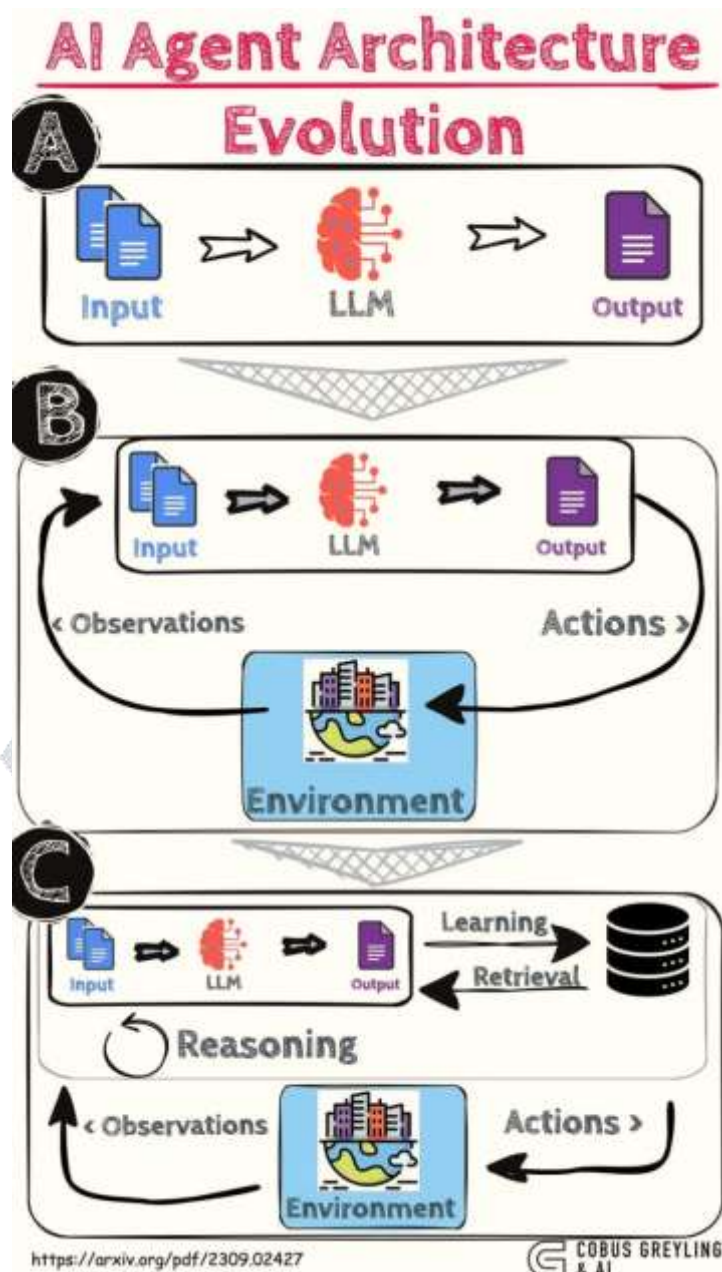 AI Agent Architecture
Evolution
A
Input
LLM
Output
B
Input
LLM
Output
‹ Observations
Actions ›
Environment
C
Input
LLM
Output
Learning
Retrieval
Reasoning
‹ Observations
Actions ›
Environment
https://arxiv.org/pdf/2309.02427
COBUS GREYLING
& AI